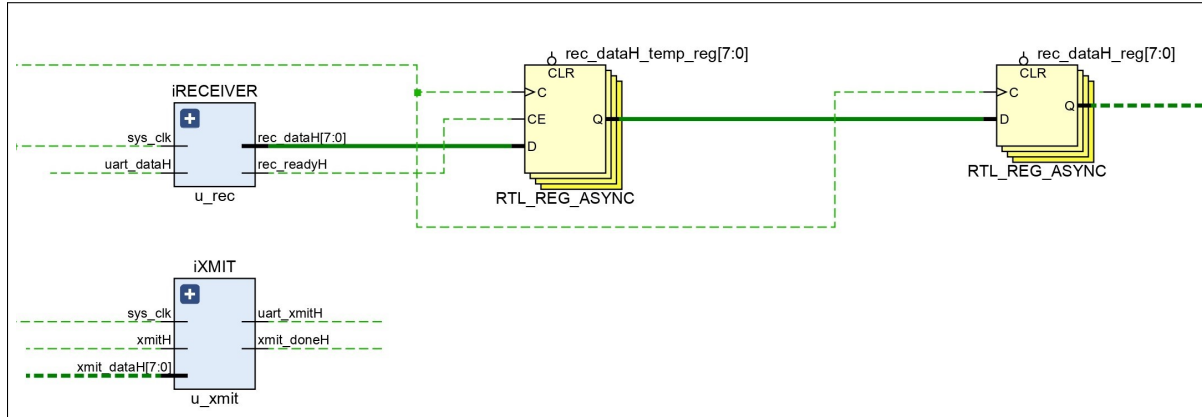 iRECEIVER
sys_clk
uart_dataH
rec_dataH[7:0]
rec_readyH
u_rec
rec_dataH_temp_reg[7:0]
CLR
C
CE
D
Q
RTL_REG_ASYNC
rec_dataH_reg[7:0]
CLR
C
D
Q
RTL_REG_ASYNC
iXMIT
sys_clk
xmitH
xmit_dataH[7:0]
uart_xmitH
xmit_doneH
u_xmit